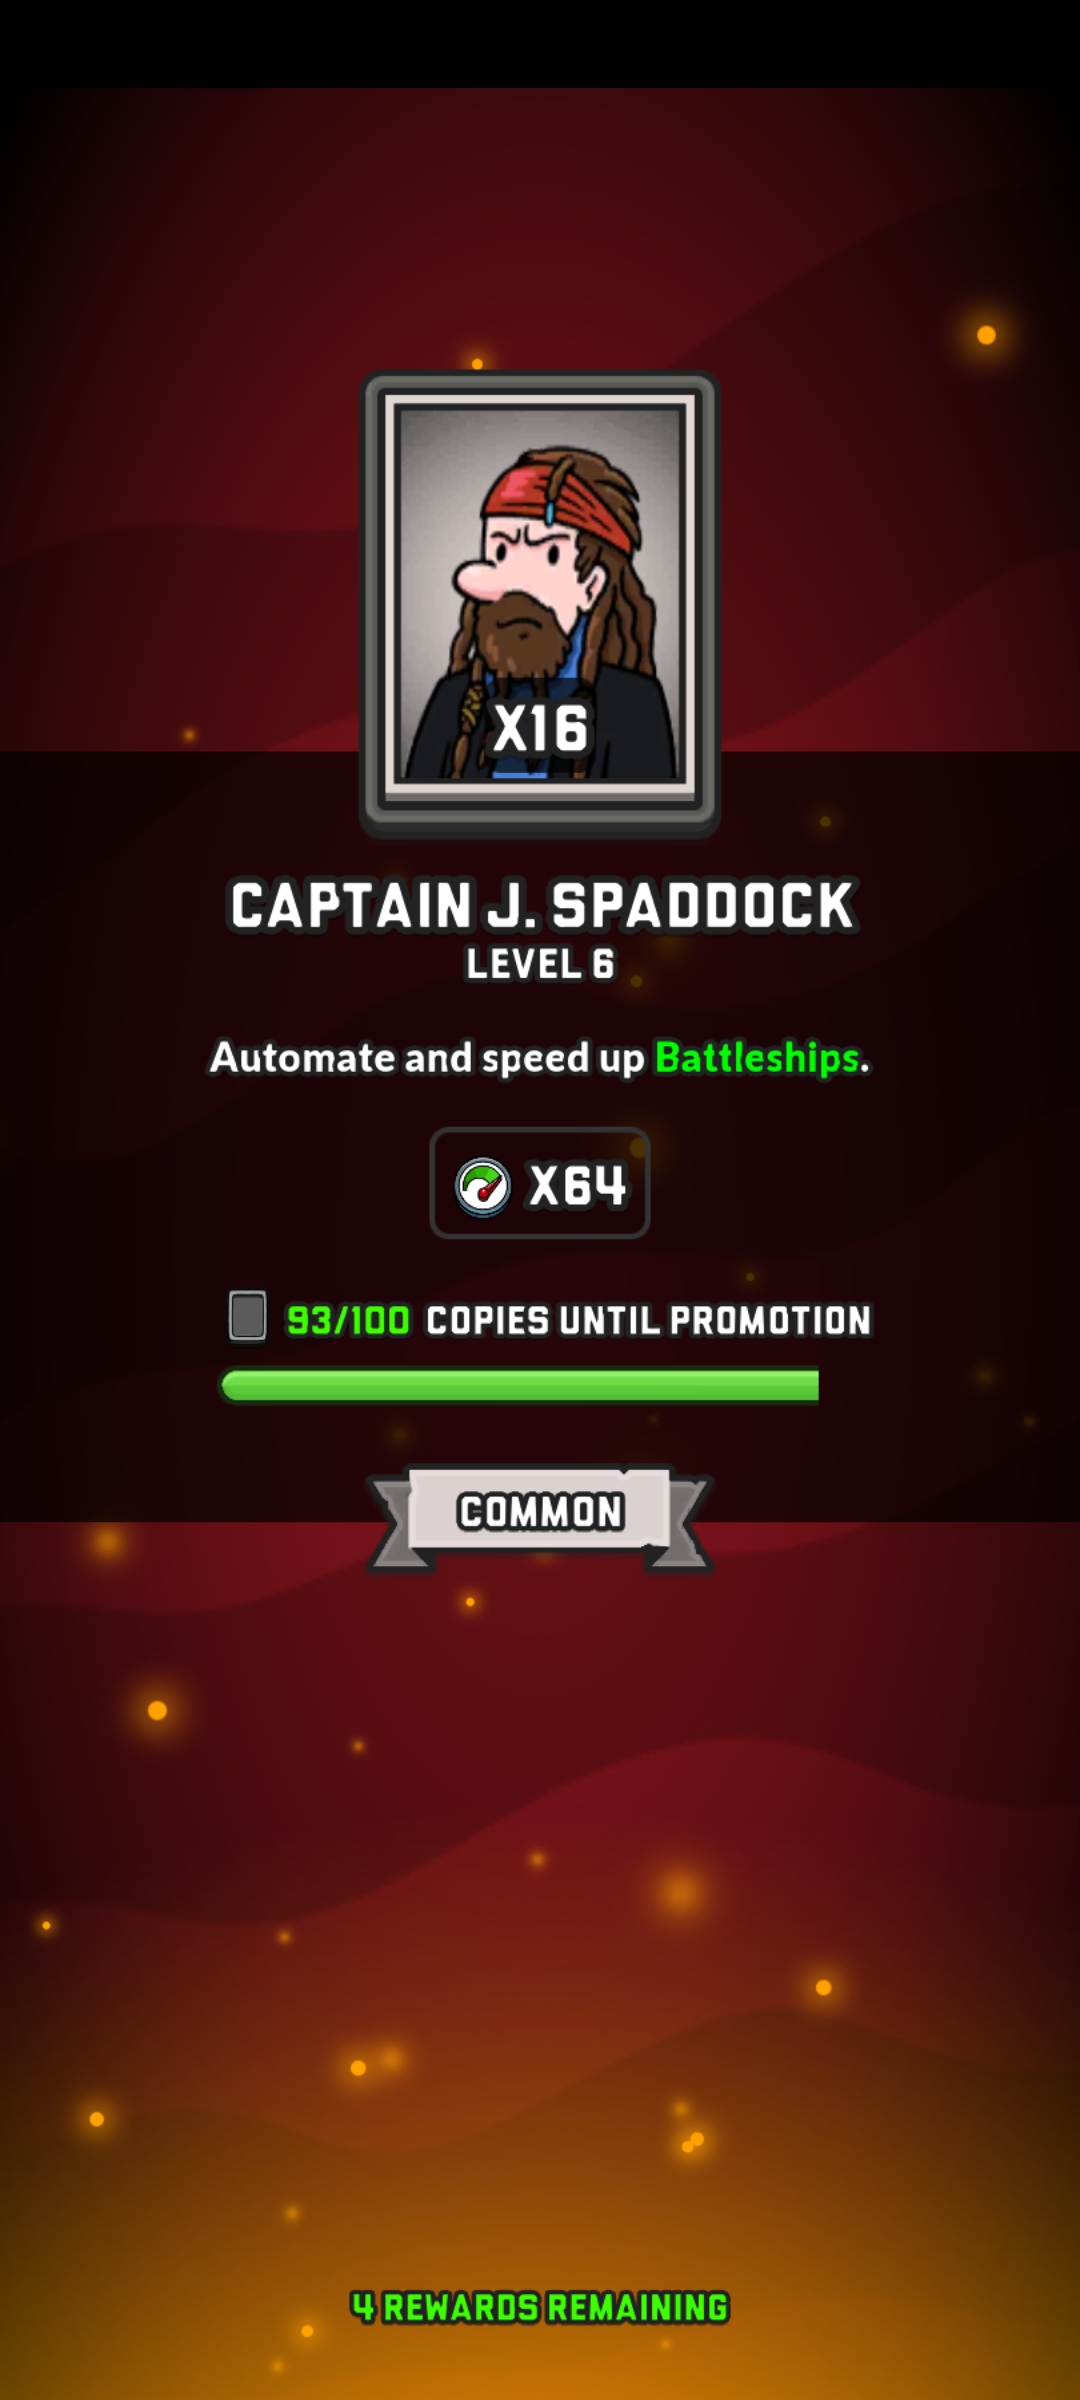 X16
CAPTAIN J. SPADDOCK
LEVEL 6
Automate and speed up Battleships.
X64
93/100 COPIES UNTIL PROMOTION
COMMON
4 REWARDS REMAINING